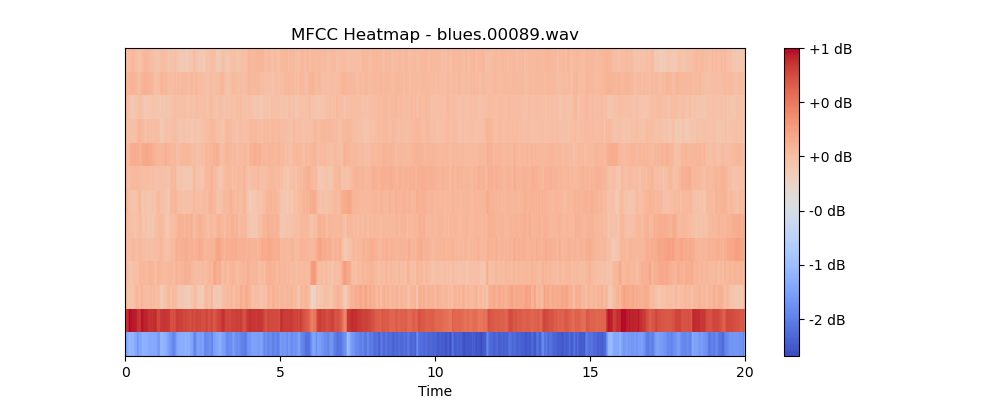 MFCC Heatmap - blues.00089.wav
+1 dB
+0 dB
+0 dB
-0 dB
-1 dB
-2 dB
0 5 10 15 20
Time